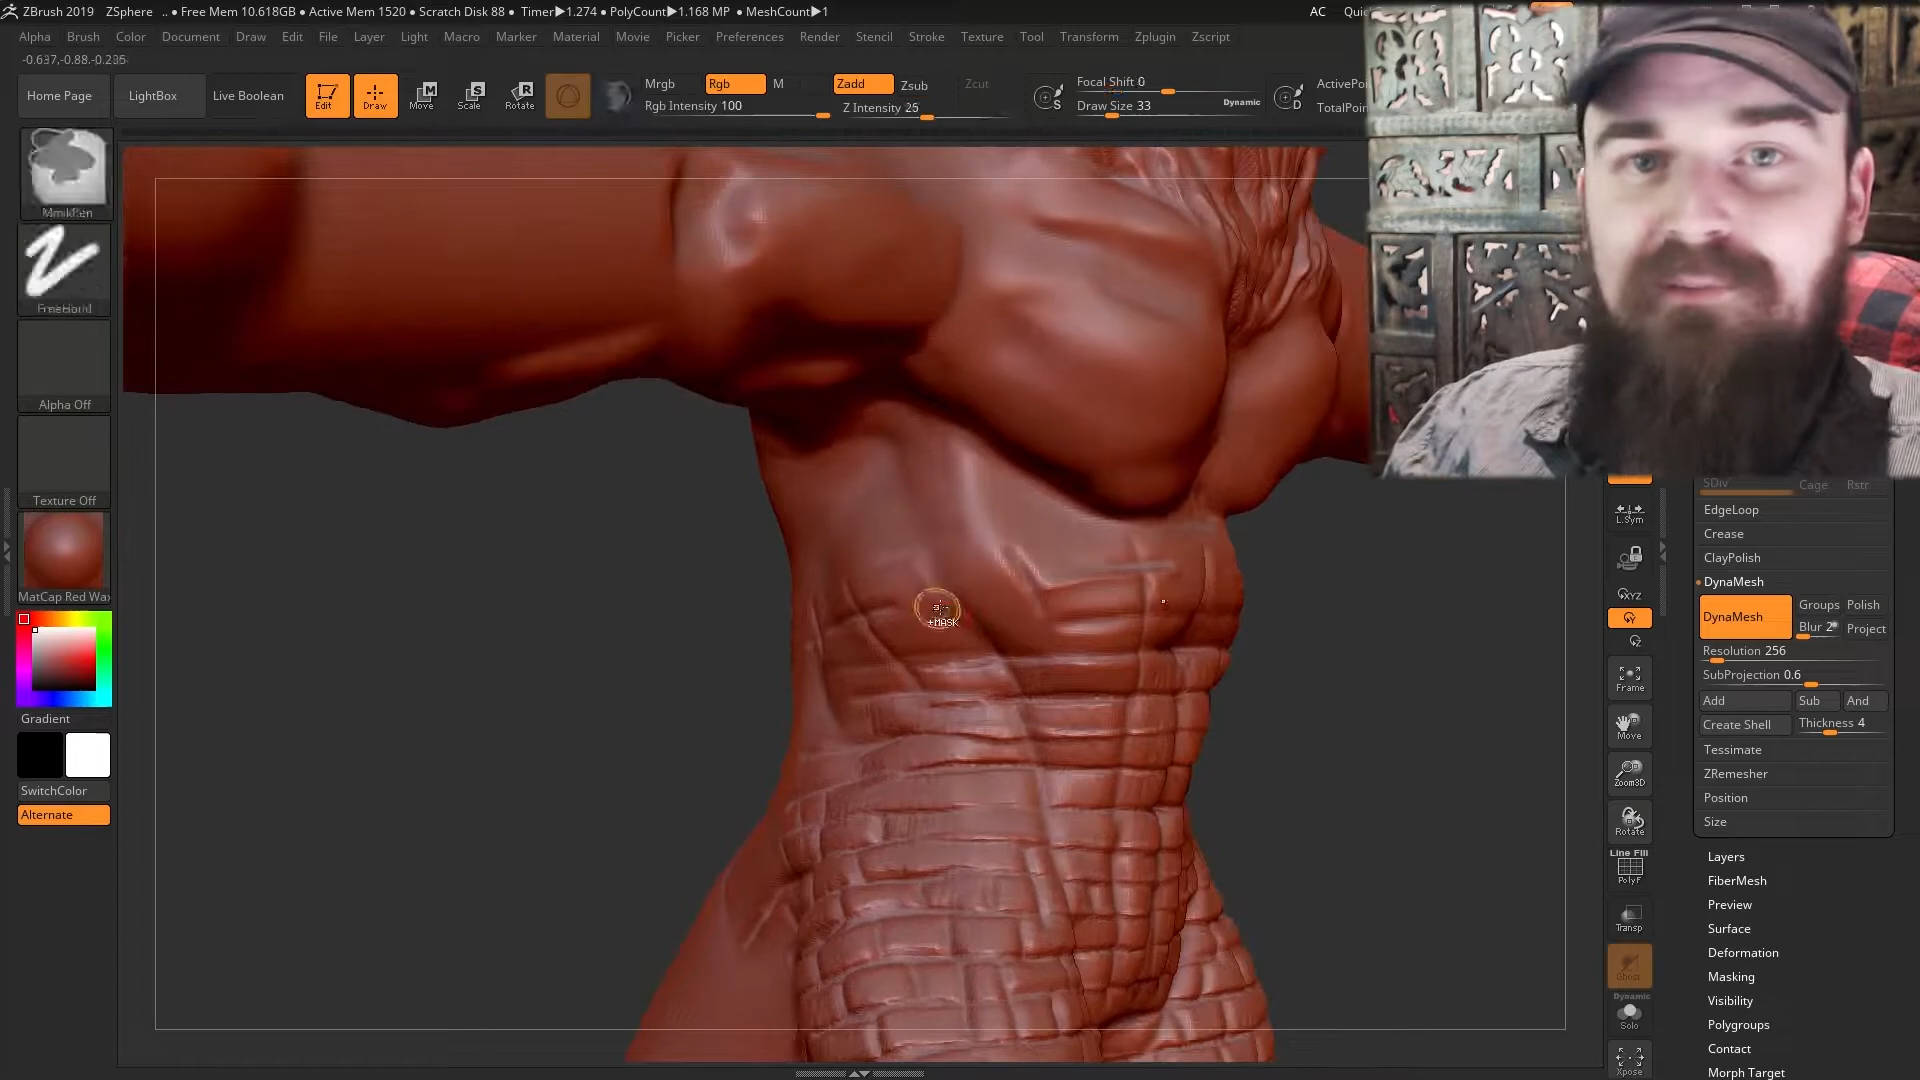 ZBrush 2019 ZSphere .. ● Free Mem 10.618GB ● Active Mem 1520 ● Scratch Disk 88 ● Timer▶1.274 ● PolyCount▶1.168 MP ● MeshCount▶1 AC
Alpha Brush Color Document Draw Edit File Layer Light Macro Marker Material Movie Picker Preferences Render Stencil Stroke Texture Tool Transform Zplugin Zscript
Home Page LightBox Live Boolean Edit Draw Move Scale Rotate
M S R
Mrgb Rgb M Zadd Zsub Zcut
Rgb Intensity 100 Z Intensity 25
Focal Shift 0
Draw Size 33 Dynamic
S D
FreeHand
Alpha Off
Texture Off
MatCap Red Wax
Gradient
SwitchColor
Alternate
+MASK
L.Sym
XYZ
Y
Z
Frame
Move
Zoom3D
Rotate
Line Fill
PolyF
Transp
Ghost
Dynamic
Solo
Xpose
SDiv Cage Rstr
EdgeLoop
Crease
ClayPolish
DynaMesh
DynaMesh Groups Polish
Blur 2 Project
Resolution 256
SubProjection 0.6
Add Sub And
Create Shell Thickness 4
Tessimate
ZRemesher
Position
Size
Layers
FiberMesh
Preview
Surface
Deformation
Masking
Visibility
Polygroups
Contact
Morph Target